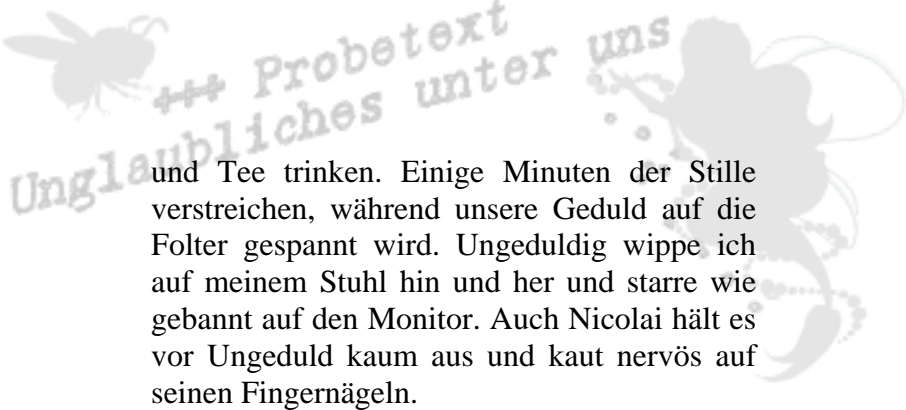 +++ Probetext
Unglaubliches unter uns
und Tee trinken. Einige Minuten der Stille
verstreichen, während unsere Geduld auf die
Folter gespannt wird. Ungeduldig wippe ich
auf meinem Stuhl hin und her und starre wie
gebannt auf den Monitor. Auch Nicolai hält es
vor Ungeduld kaum aus und kaut nervös auf
seinen Fingernägeln.